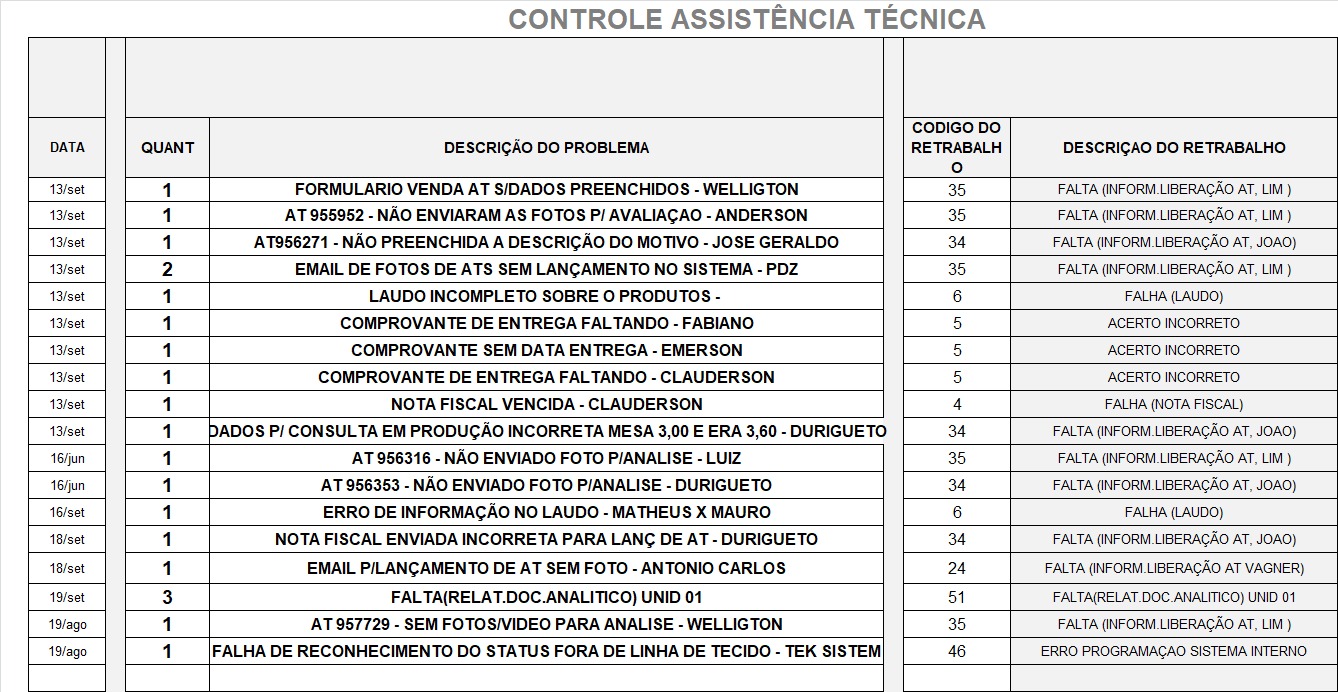 CONTROLE ASSISTÊNCIA TÉCNICA
DATA QUANT DESCRIÇÃO DO PROBLEMA CODIGO DO RETRABALHO DESCRIÇAO DO RETRABALHO
13/set 1 FORMULARIO VENDA AT S/DADOS PREENCHIDOS - WELLIGTON 35 FALTA (INFORM.LIBERAÇÃO AT, LIM )
13/set 1 AT 955952 - NÃO ENVIARAM AS FOTOS P/ AVALIAÇAO - ANDERSON 35 FALTA (INFORM.LIBERAÇÃO AT, LIM )
13/set 1 AT956271 - NÃO PREENCHIDA A DESCRIÇÃO DO MOTIVO - JOSE GERALDO 34 FALTA (INFORM.LIBERAÇÃO AT, JOAO)
13/set 2 EMAIL DE FOTOS DE ATS SEM LANÇAMENTO NO SISTEMA - PDZ 35 FALTA (INFORM.LIBERAÇÃO AT, LIM )
13/set 1 LAUDO INCOMPLETO SOBRE O PRODUTOS - 6 FALHA (LAUDO)
13/set 1 COMPROVANTE DE ENTREGA FALTANDO - FABIANO 5 ACERTO INCORRETO
13/set 1 COMPROVANTE SEM DATA ENTREGA - EMERSON 5 ACERTO INCORRETO
13/set 1 COMPROVANTE DE ENTREGA FALTANDO - CLAUDERSON 5 ACERTO INCORRETO
13/set 1 NOTA FISCAL VENCIDA - CLAUDERSON 4 FALHA (NOTA FISCAL)
13/set 1 DADOS P/ CONSULTA EM PRODUÇÃO INCORRETA MESA 3,00 E ERA 3,60 - DURIGUETO 34 FALTA (INFORM.LIBERAÇÃO AT, JOAO)
16/jun 1 AT 956316 - NÃO ENVIADO FOTO P/ANALISE - LUIZ 35 FALTA (INFORM.LIBERAÇÃO AT, LIM )
16/jun 1 AT 956353 - NÃO ENVIADO FOTO P/ANALISE - DURIGUETO 34 FALTA (INFORM.LIBERAÇÃO AT, JOAO)
16/set 1 ERRO DE INFORMAÇÃO NO LAUDO - MATHEUS X MAURO 6 FALHA (LAUDO)
18/set 1 NOTA FISCAL ENVIADA INCORRETA PARA LANÇ DE AT - DURIGUETO 34 FALTA (INFORM.LIBERAÇÃO AT, JOAO)
18/set 1 EMAIL P/LANÇAMENTO DE AT SEM FOTO - ANTONIO CARLOS 24 FALTA (INFORM.LIBERAÇÃO AT VAGNER)
19/set 3 FALTA(RELAT.DOC.ANALITICO) UNID 01 51 FALTA(RELAT.DOC.ANALITICO) UNID 01
19/ago 1 AT 957729 - SEM FOTOS/VIDEO PARA ANALISE - WELLIGTON 35 FALTA (INFORM.LIBERAÇÃO AT, LIM )
19/ago 1 FALHA DE RECONHECIMENTO DO STATUS FORA DE LINHA DE TECIDO - TEK SISTEM 46 ERRO PROGRAMAÇAO SISTEMA INTERNO